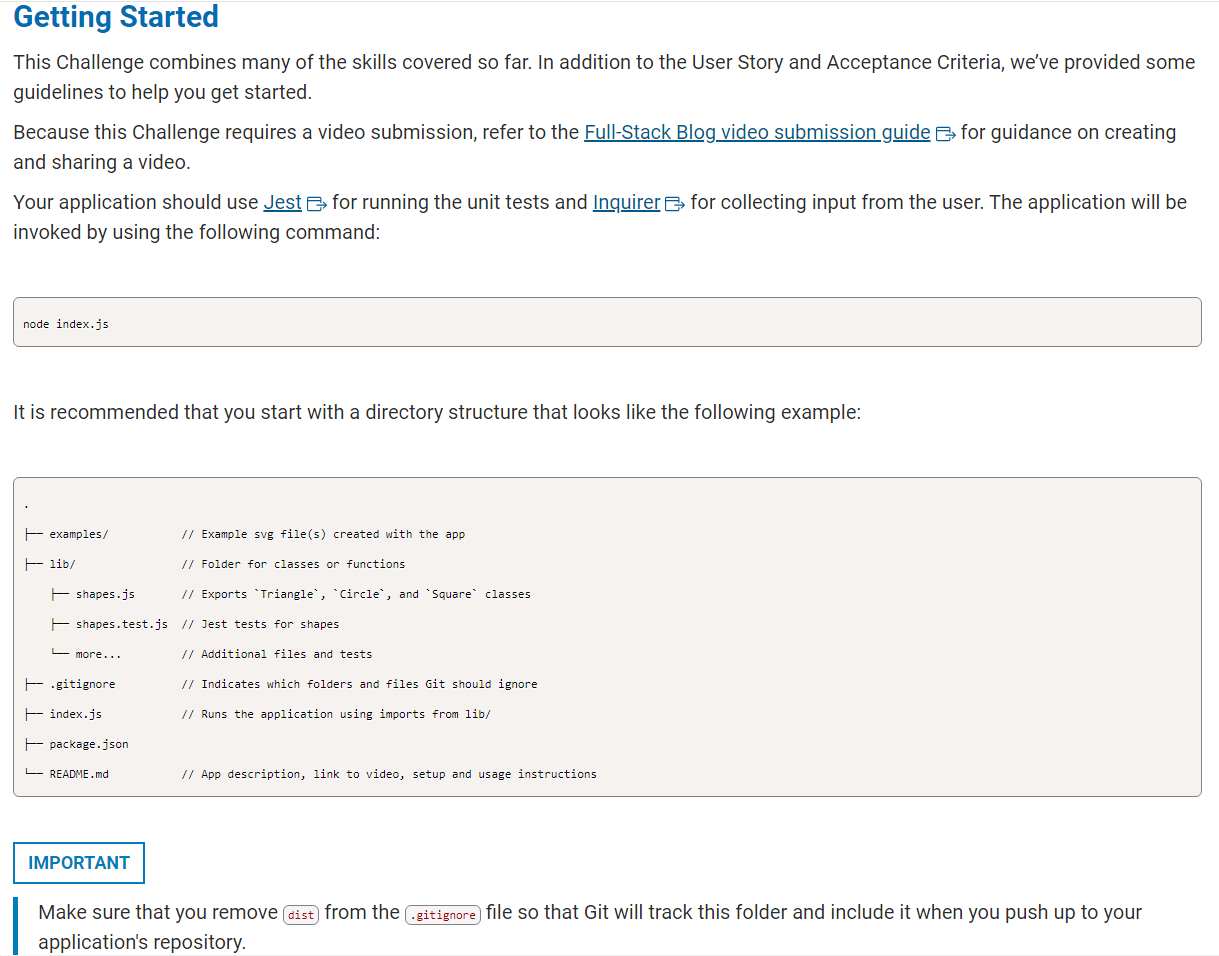 Getting Started
This Challenge combines many of the skills covered so far. In addition to the User Story and Acceptance Criteria, we’ve provided some
guidelines to help you get started.
Because this Challenge requires a video submission, refer to the Full-Stack Blog video submission guide for guidance on creating
and sharing a video.
Your application should use Jest for running the unit tests and Inquirer for collecting input from the user. The application will be
invoked by using the following command:
node index.js
It is recommended that you start with a directory structure that looks like the following example:
.
├── examples/           // Example svg file(s) created with the app
├── lib/                // Folder for classes or functions
    ├── shapes.js       // Exports `Triangle`, `Circle`, and `Square` classes
    ├── shapes.test.js  // Jest tests for shapes
    └── more...         // Additional files and tests
├── .gitignore          // Indicates which folders and files Git should ignore
├── index.js            // Runs the application using imports from lib/
├── package.json
└── README.md           // App description, link to video, setup and usage instructions
IMPORTANT
Make sure that you remove dist from the .gitignore file so that Git will track this folder and include it when you push up to your
application's repository.